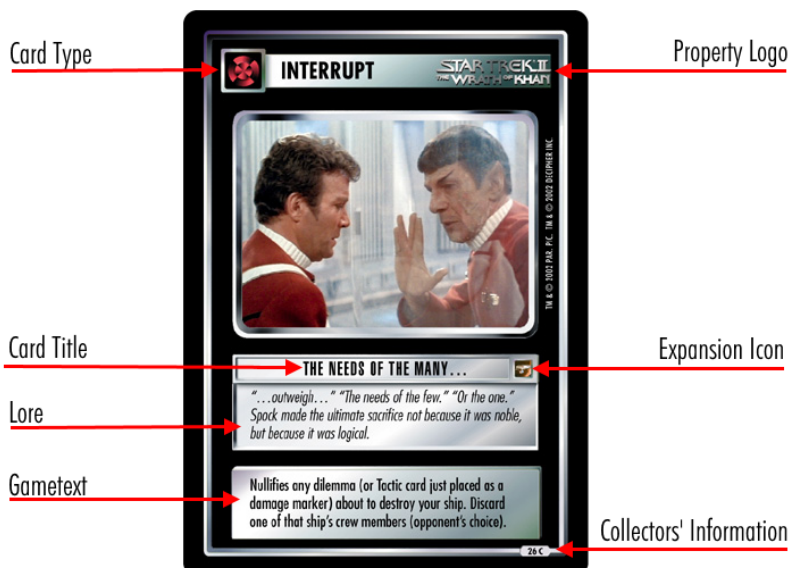 Card Type
INTERRUPT
STAR TREK II
THE WRATH OF KHAN
Property Logo
TM & © 2002 PAR. PIC. TM & © 2002 DECIPHER INC.
Card Title
THE NEEDS OF THE MANY...
Expansion Icon
Lore
"...outweigh..." "The needs of the few." "Or the one."
Spock made the ultimate sacrifice not because it was noble,
but because it was logical.
Gametext
Nullifies any dilemma (or Tactic card just placed as a
damage marker) about to destroy your ship. Discard
one of that ship's crew members (opponent's choice).
Collectors' Information
26 C